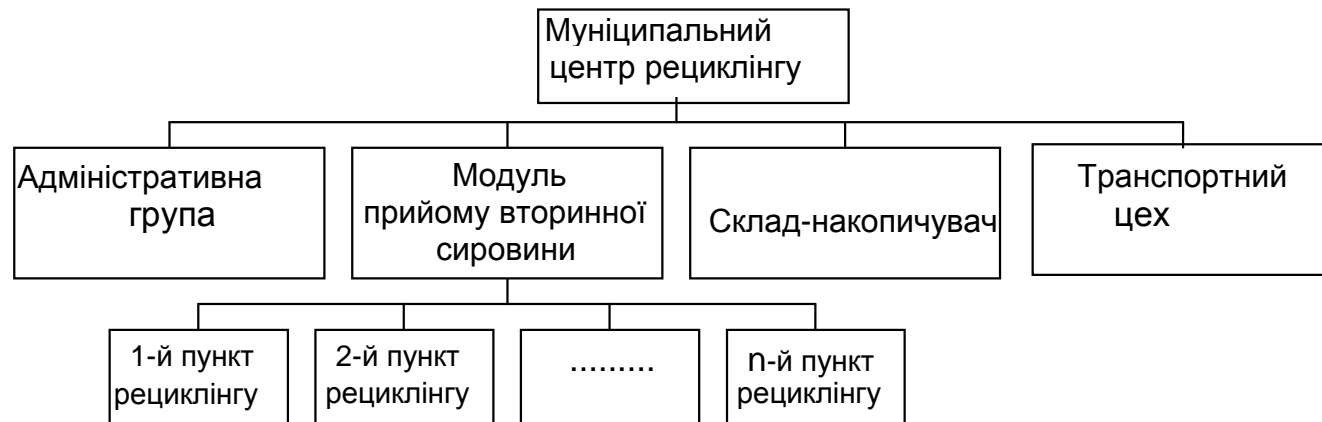 Муніципальний
центр рециклінгу
Адміністративна
група
Модуль
прийому вторинної
сировини
Склад-накопичувач
Транспортний
цех
1-й пункт
рециклінгу
2-й пункт
рециклінгу
.........
n-й пункт
рециклінгу